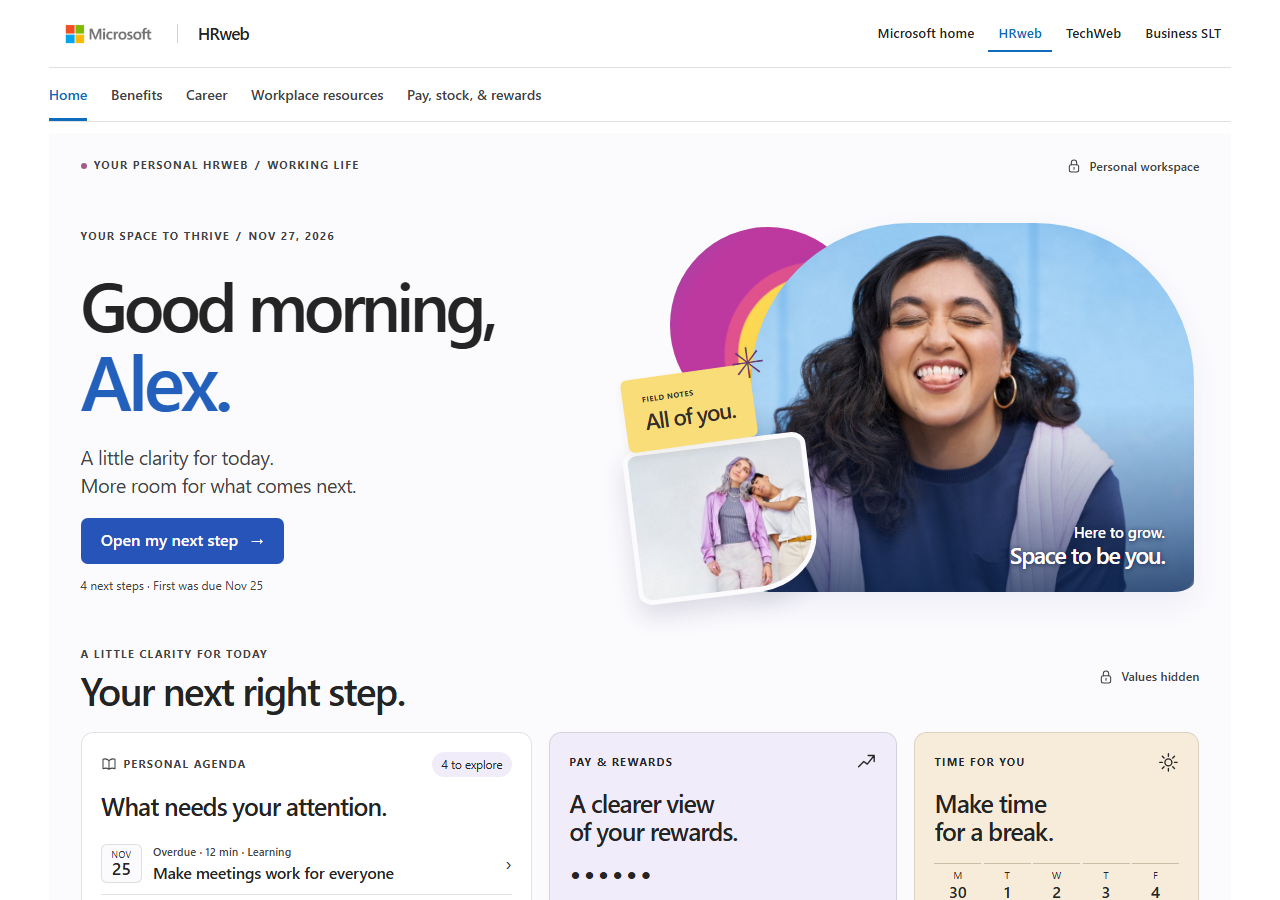 Microsoft
HRweb
Microsoft home
HRweb
TechWeb
Business SLT
Home
Benefits
Career
Workplace resources
Pay, stock, & rewards
YOUR PERSONAL HRWEB / WORKING LIFE
Personal workspace
YOUR SPACE TO THRIVE / NOV 27, 2026
Good morning,
Alex.
A little clarity for today.
More room for what comes next.
Open my next step →
4 next steps · First was due Nov 25
FIELD NOTES
All of you.
Here to grow.
Space to be you.
A LITTLE CLARITY FOR TODAY
Your next right step.
Values hidden
PERSONAL AGENDA
4 to explore
What needs your attention.
NOV
25
Overdue · 12 min · Learning
Make meetings work for everyone
PAY & REWARDS
A clearer view
of your rewards.
••••••
TIME FOR YOU
Make time
for a break.
M T W T F
30 1 2 3 4